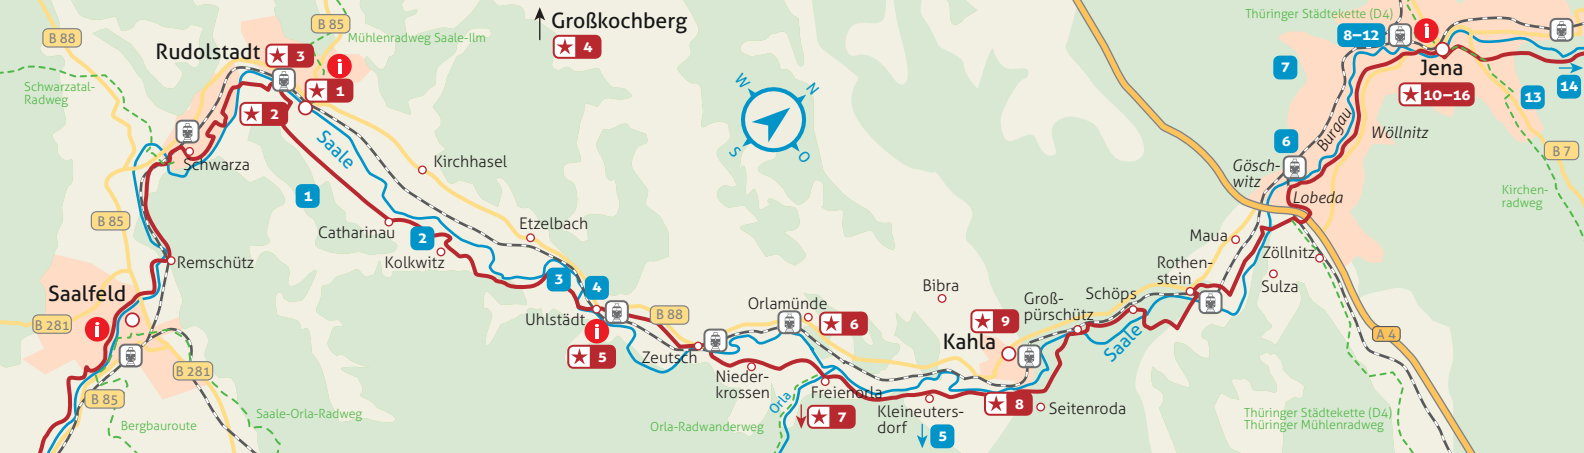 B 88
B 85
Mühlenradweg Saale-Ilm
Großkochberg
4
Thüringer Städtekette (D4)
8–12
i
Jena
10–16
7
14
13
Rudolstadt
3
i
1
2
Schwarzatal-
Radweg
Schwarza
Saale
Kirchhasel
W
N
S
O
Burgau
Wöllnitz
6
B 7
Gösch-
witz
Lobeda
Kirchen-
radweg
1
B 85
Catharinau
2
Kolkwitz
Etzelbach
Maua
Zöllnitz
Remschütz
3
4
Rothen-
stein
Sulza
Saalfeld
i
B 281
Uhlstädt
i
5
B 88
Zeutsch
Orlamünde
6
Bibra
9
Kahla
Groß-
pürschütz
Schöps
Saale
A 4
B 281
B 85
Bergbauroute
Saale-Orla-Radweg
Nieder-
krossen
Freienorla
Orla
7
Orla-Radwanderweg
Kleineuters-
dorf
5
8
Seitenroda
Thüringer Städtekette (D4)
Thüringer Mühlenradweg